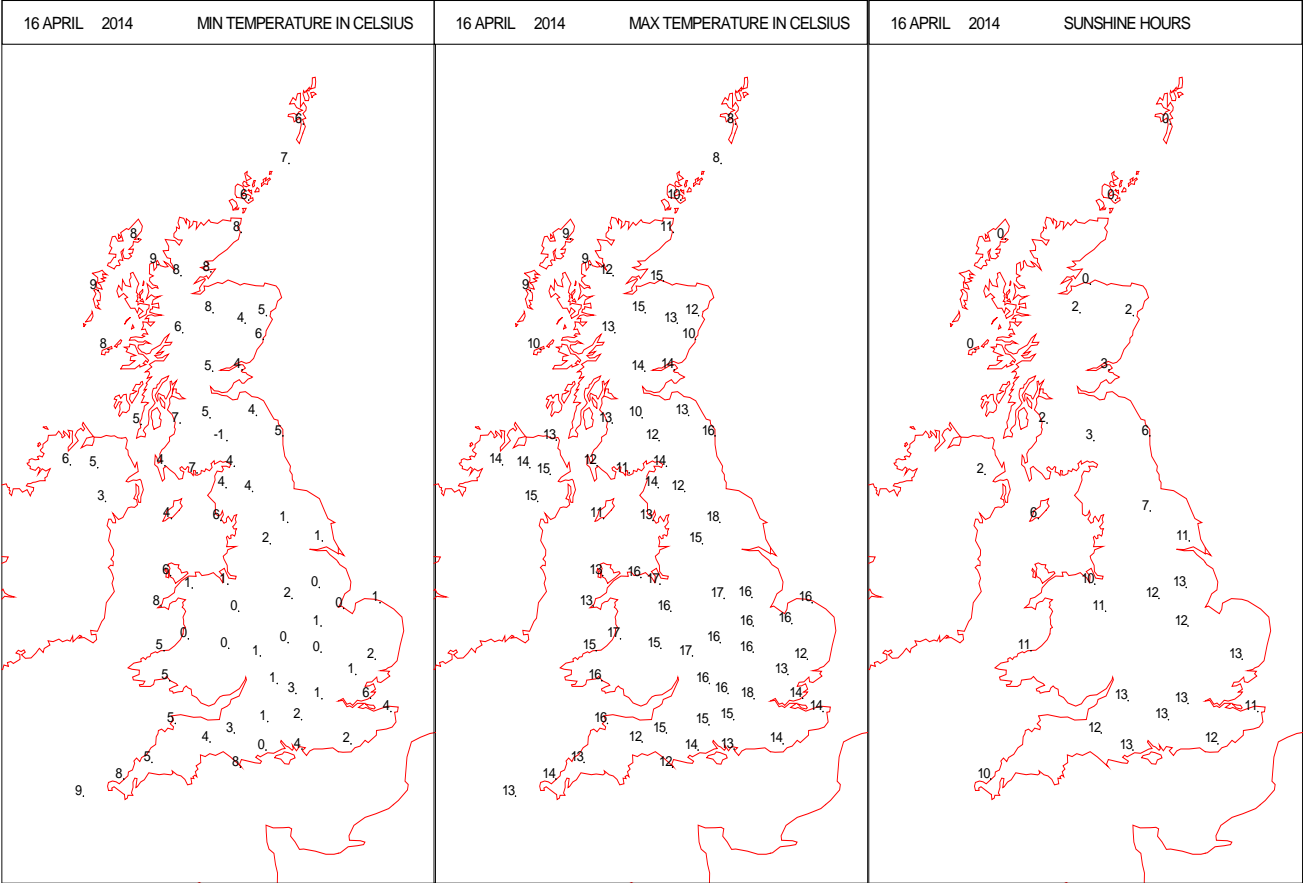 16 APRIL 2014 MIN TEMPERATURE IN CELSIUS
6.
7.
6.
8.
8.
9.
8. 8.
9.
8. 4. 5.
6. 6.
8.
5. 4.
5. 7. 5. 4.
-1. 5.
6. 5. 4. 7. 4.
3. 4. 4.
4. 6. 1.
2. 1.
6. 1. 1. 2. 0.
8. 0. 0. 1.
0. 1.
5. 0. 1. 0. 0. 2.
5. 1. 3. 1. 1. 6.
5. 3. 1. 2. 4.
4. 0. 4. 2.
5. 8.
8.
9.
16 APRIL 2014 MAX TEMPERATURE IN CELSIUS
8.
8.
10.
11.
9.
9. 12. 15.
9.
15. 13. 12.
13. 10.
10.
14. 14.
13. 10. 13.
13. 12. 16.
14. 14. 15. 12. 11. 14.
15. 14. 12.
11. 13. 18.
15.
13. 16. 17. 17. 16.
13. 16. 16.
16. 16.
17. 15. 16. 16.
15. 17. 12.
16. 16. 16. 18. 13. 14.
16. 15. 15. 15. 14.
12. 14. 13. 14.
13. 12.
14.
13.
16 APRIL 2014 SUNSHINE HOURS
0.
0.
0.
0.
2. 2.
0.
3.
2. 3. 6.
2.
6. 7.
11.
10. 12. 13.
11. 12.
11. 13.
13. 13. 11.
12. 13. 12.
13.
10.